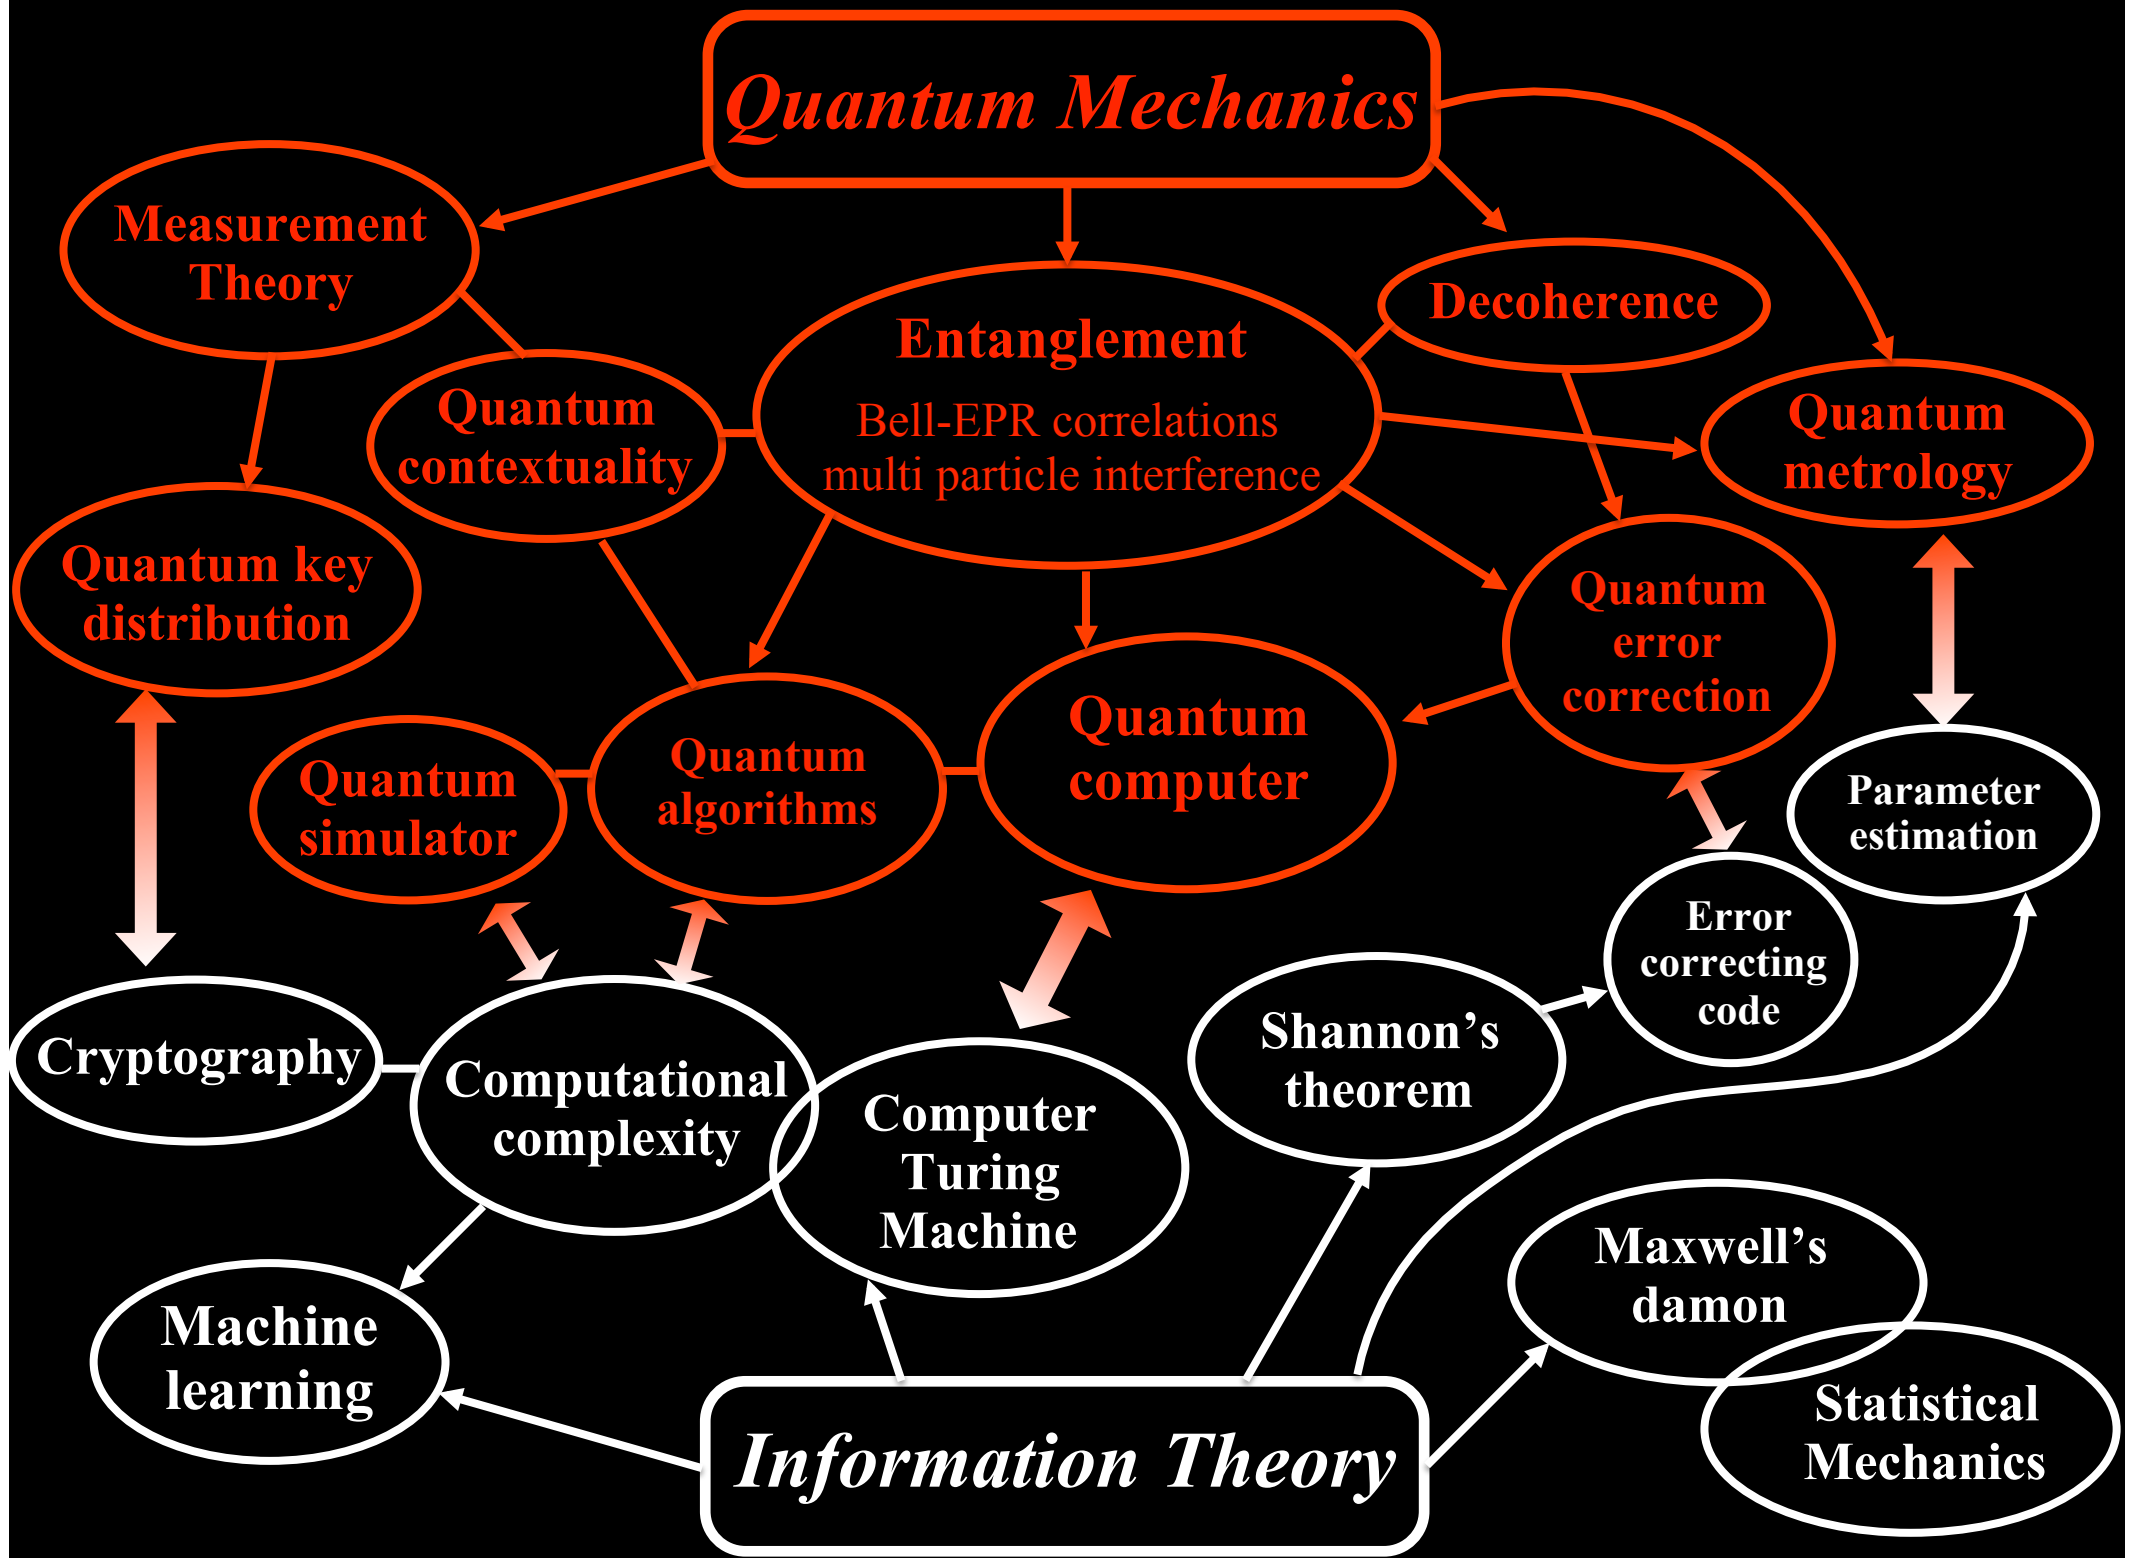 Quantum Mechanics
Measurement
Theory
Decoherence
Entanglement
Bell-EPR correlations
multi particle interference
Quantum
contextuality
Quantum
metrology
Quantum key
distribution
Quantum
error
correction
Quantum
simulator
Quantum
algorithms
Quantum
computer
Parameter
estimation
Error
correcting
code
Cryptography
Computational
complexity
Computer
Turing
Machine
Shannon’s
theorem
Maxwell’s
damon
Machine
learning
Statistical
Mechanics
Information Theory